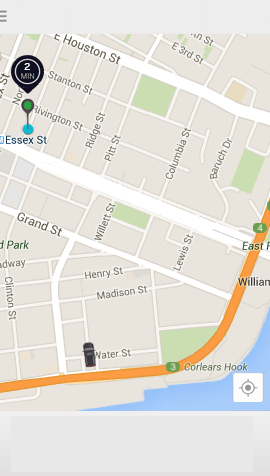 E Houston St
E 3rd St
2
MIN
Stanton St
Rivington St
Ridge St
Pitt St
Columbia St
Baruch Dr
Essex St
Willett St
Grand St
Lewis St
4
East
d Park
adway
Henry St
Madison St
William
Clinton St
Water St
3
Corlears Hook